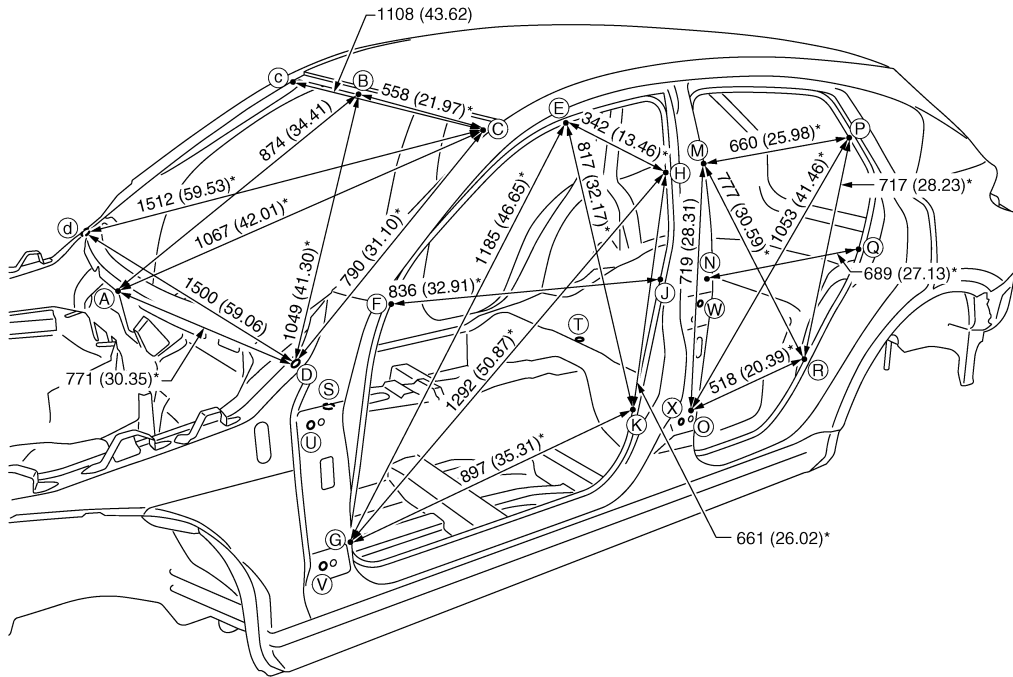 1108 (43.62)
c
B
558 (21.97)*
C
874 (34.41)
E
342 (13.46)*
817 (32.17)*
P
660 (25.98)*
M
H
717 (28.23)*
1512 (59.53)*
1067 (42.01)*
1185 (46.65)*
777 (30.59)*
1053 (41.46)*
d
790 (31.10)*
1049 (41.30)*
719 (28.31)
Q
689 (27.13)*
N
A
1500 (59.06)
F
836 (32.91)*
J
W
T
771 (30.35)*
D
R
518 (20.39)*
1292 (50.87)*
S
U
K
X
O
897 (35.31)*
G
661 (26.02)*
V